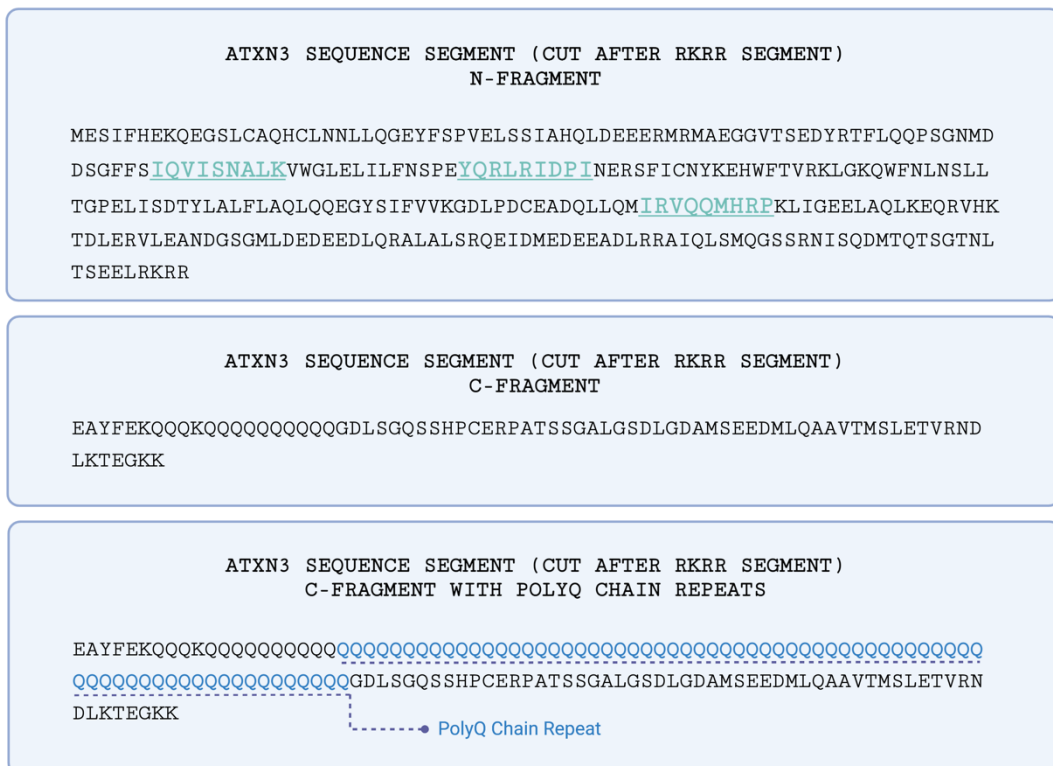 ATXN3 SEQUENCE SEGMENT (CUT AFTER RKRR SEGMENT)
N-FRAGMENT
MESIFHEKQEGSLCAQHCLNNLLQGEYFSPVELSSIAHQLDEEERMRMAEGGVTSEDYRTFLQQPSGNMD
DSGFFSIQVISNALKVWGLELILFNSPEYQRLRIDPINERSFICNYKEHWFTVRKLGKQWFNLNSLL
TGPELISDTYLALFLAQLQQEGYSIFVVKGDLPDCEADQLLQMIRVQQMHRPKLIGEELAQLKEQRVHK
TDLERVLEANDGSGMLDEDEEDLQRALALSRQEIDMEDEEADLRRAIQLSMQGSSRNISQDMTQTSGTNL
TSEELRKRR
ATXN3 SEQUENCE SEGMENT (CUT AFTER RKRR SEGMENT)
C-FRAGMENT
EAYFEKQQQKQQQQQQQQQQGDLSGQSSHPCERPATSSGALGSDLGDAMSEEDMLQAAVTMSLETVRND
LKTEGKK
ATXN3 SEQUENCE SEGMENT (CUT AFTER RKRR SEGMENT)
C-FRAGMENT WITH POLYQ CHAIN REPEATS
EAYFEKQQQKQQQQQQQQQQQQQQQQQQQQQQQQQQQQQQQQQQQQQQQQQQQQQQQQQQQQQQQQQQQ
QQQQQQQQQQQQQQQQQQQQQGDLSGQSSHPCERPATSSGALGSDLGDAMSEEDMLQAAVTMSLETVRN
DLKTEGKK
PolyQ Chain Repeat